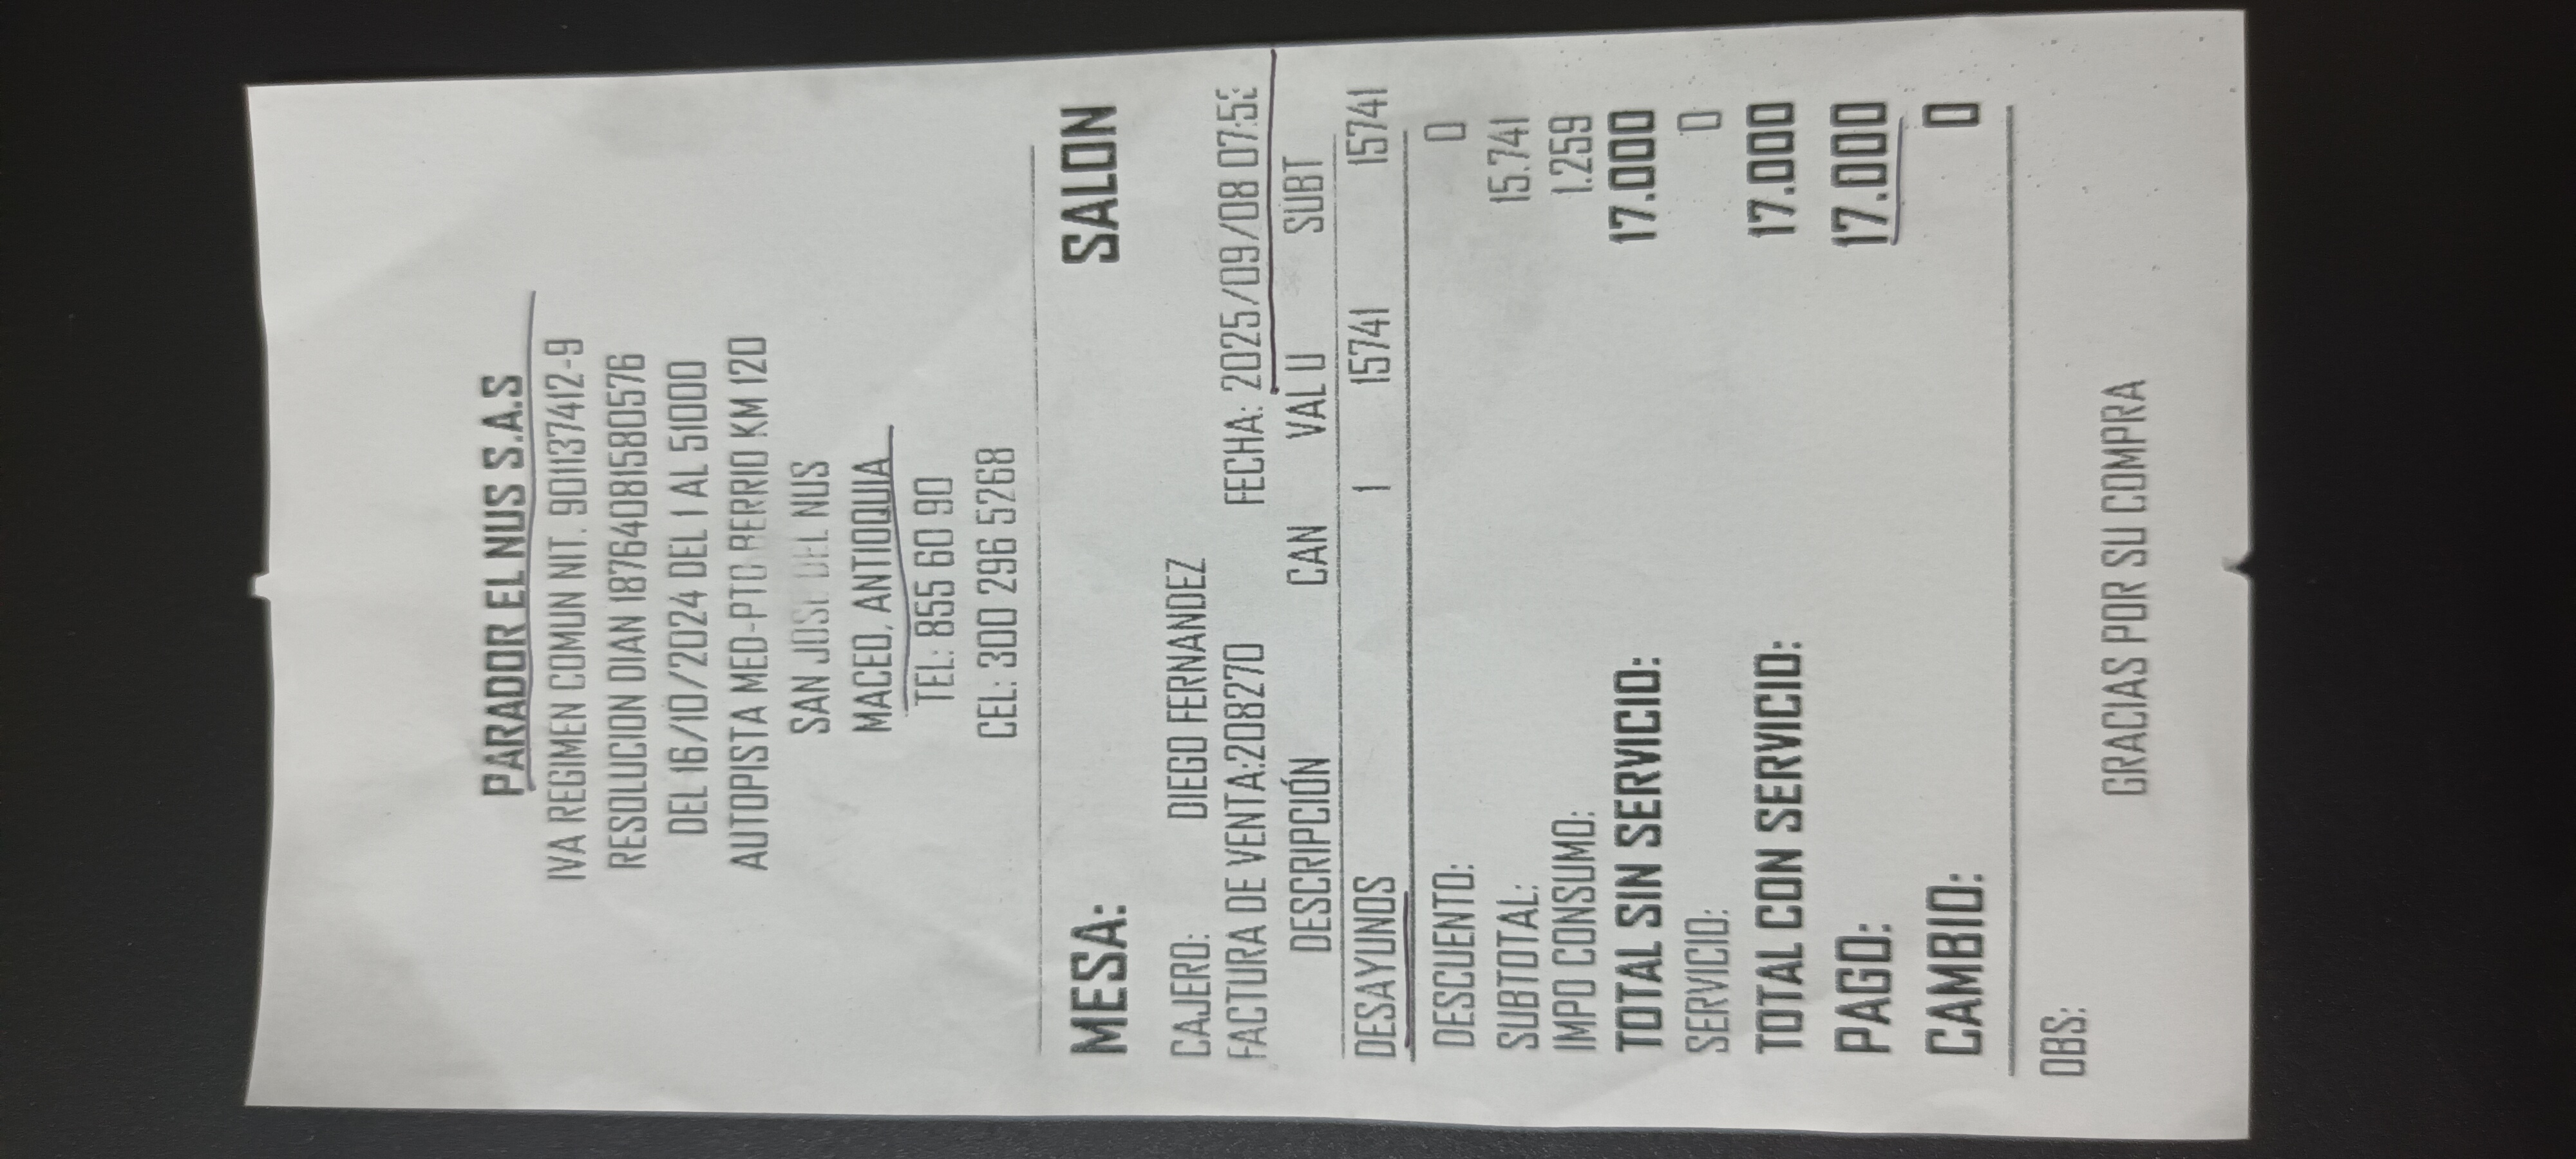 PARADOR EL NUS S.A.S
IVA REGIMEN COMUN NIT. 901137412-9
RESOLUCION DIAN 18764081580576
DEL 16/10/2024 DEL 1 AL 51000
AUTOPISTA MED-PTO BERRIO KM 120
SAN JOSE DEL NUS
MACEO, ANTIOQUIA
TEL: 855 60 90
CEL: 300 296 5268
MESA: SALON
CAJERO: DIEGO FERNANDEZ
FACTURA DE VENTA:208270 FECHA: 2025/09/08 07:53
DESCRIPCIÓN CAN VAL U SUBT
DESAYUNOS 1 15741 15741
DESCUENTO: 0
SUBTOTAL: 15.741
IMPO CONSUMO: 1.259
TOTAL SIN SERVICIO: 17.000
SERVICIO: 0
TOTAL CON SERVICIO: 17.000
PAGO: 17.000
CAMBIO: 0
OBS:
GRACIAS POR SU COMPRA